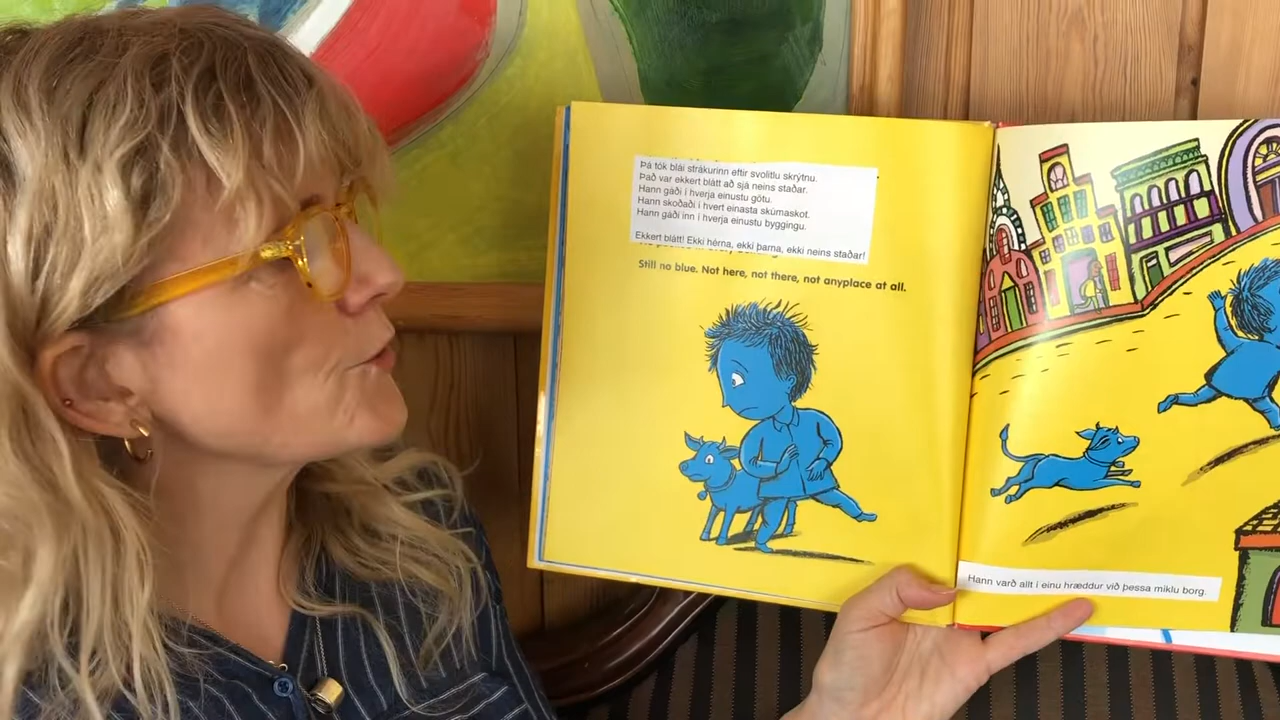 Þá tók blái strákurinn eftir svolitlu skrýtnu.
Það var ekkert blátt að sjá neins staðar.
Hann gáði í hverja einustu götu.
Hann skoðaði í hvert einasta skúmaskot.
Hann gáði inn í hverja einustu byggingu.
Ekkert blátt! Ekki hérna, ekki þarna, ekki neins staðar!
Still no blue. Not here, not there, not anyplace at all.
Hann varð allt í einu hræddur við þessa miklu borg.